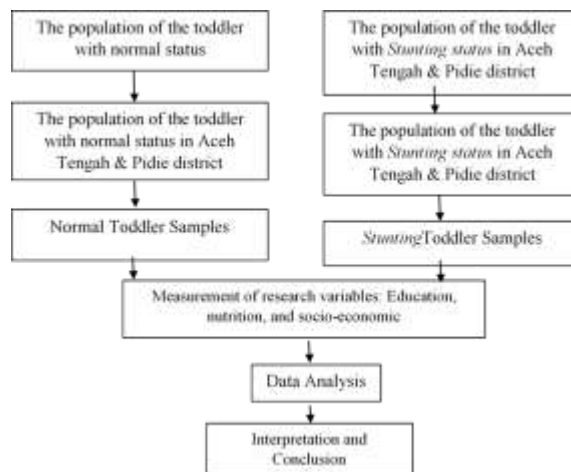 The population of the toddler
with normal status
The population of the toddler
with Stunting status in Aceh
Tengah & Pidie district
The population of the toddler
with normal status in Aceh
Tengah & Pidie district
The population of the toddler
with Stunting status in Aceh
Tengah & Pidie district
Normal Toddler Samples
StuntingToddler Samples
Measurement of research variables: Education,
nutrition, and socio-economic
Data Analysis
Interpretation and
Conclusion